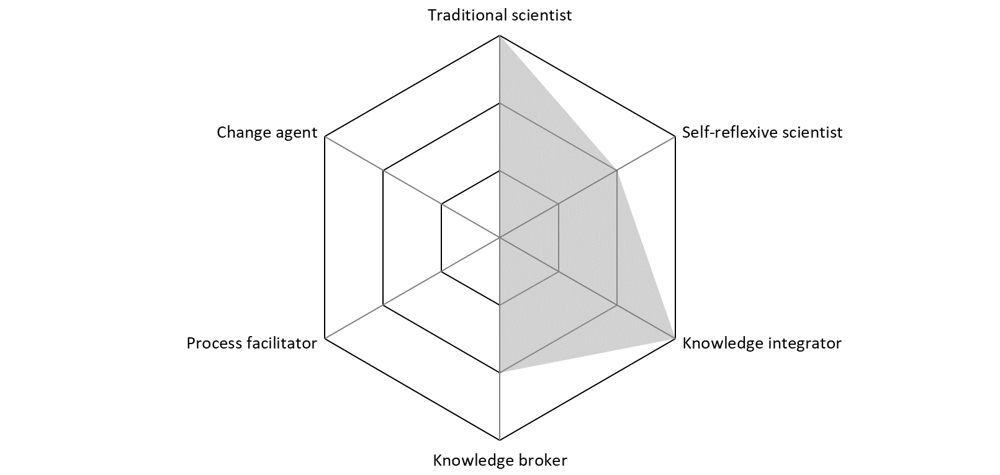 Traditional scientist
Change agent
Self-reflexive scientist
Process facilitator
Knowledge integrator
Knowledge broker